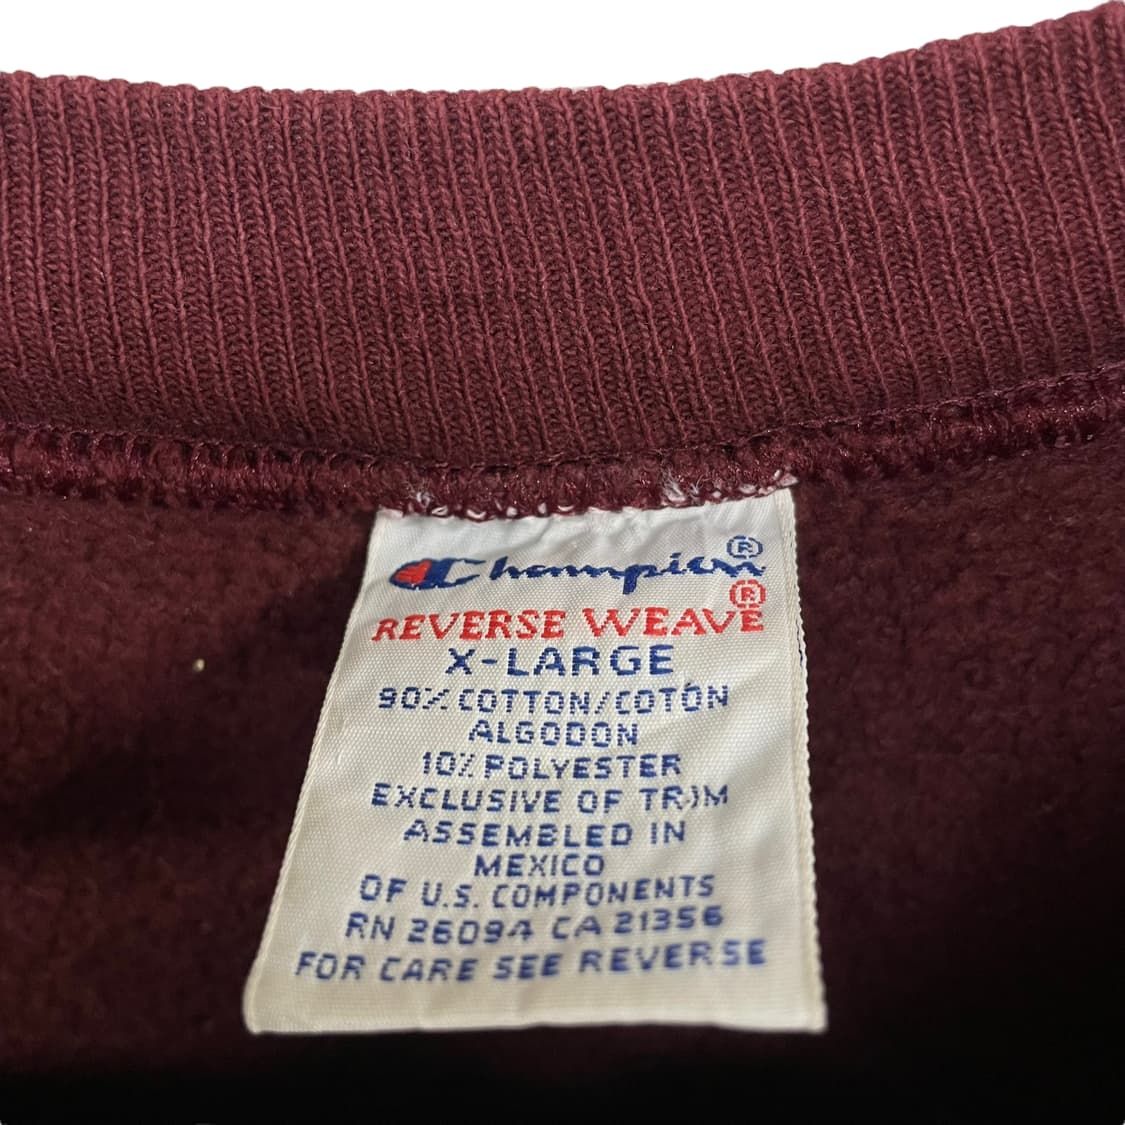 Champion®
REVERSE WEAVE®
X-LARGE
90% COTTON/COTÓN
ALGODON
10% POLYESTER
EXCLUSIVE OF TRIM
ASSEMBLED IN
MEXICO
OF U.S. COMPONENTS
RN 26094 CA 21356
FOR CARE SEE REVERSE